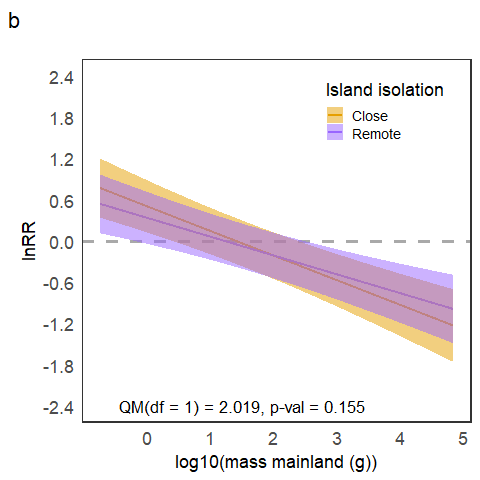 b
Island isolation
Close
Remote
2.4
1.8
1.2
0.6
0.0
-0.6
-1.2
-1.8
-2.4
lnRR
QM(df = 1) = 2.019, p-val = 0.155
0 1 2 3 4 5
log10(mass mainland (g))